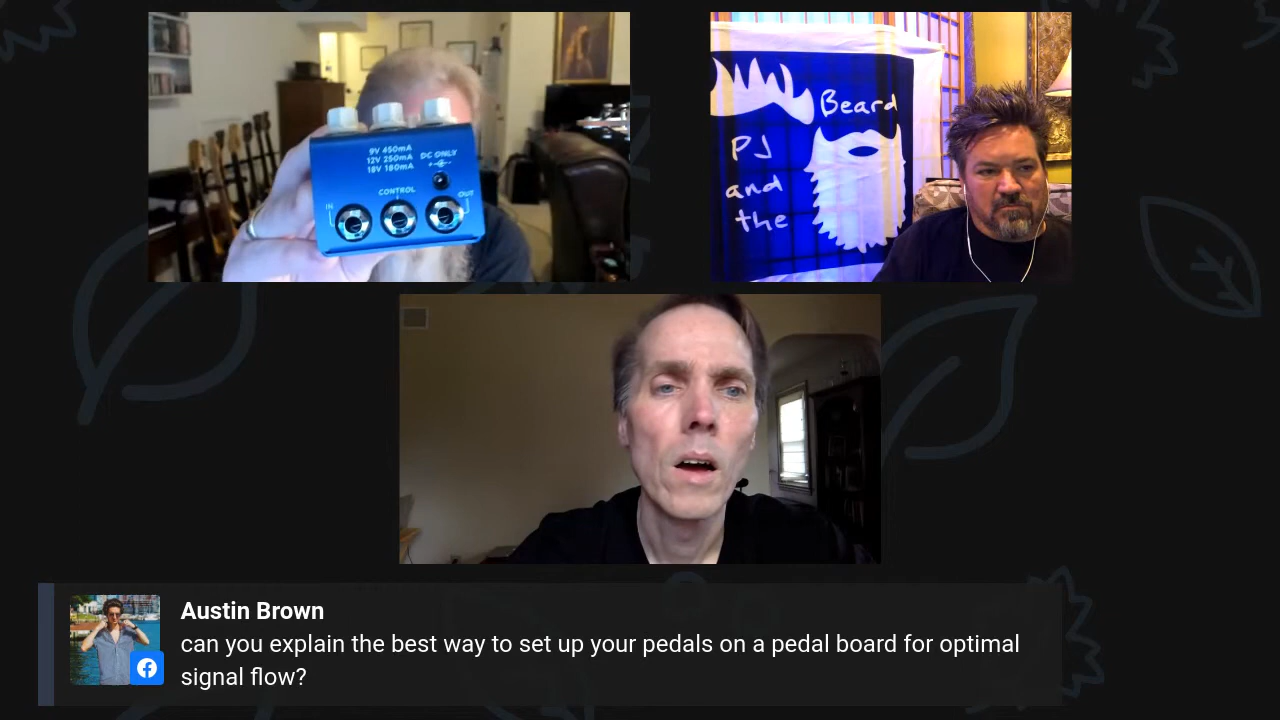 9V 450mA
12V 250mA
18V 180mA
DC ONLY
CONTROL
IN
OUT
Beard
PJ
and
the
Austin Brown
can you explain the best way to set up your pedals on a pedal board for optimal
signal flow?